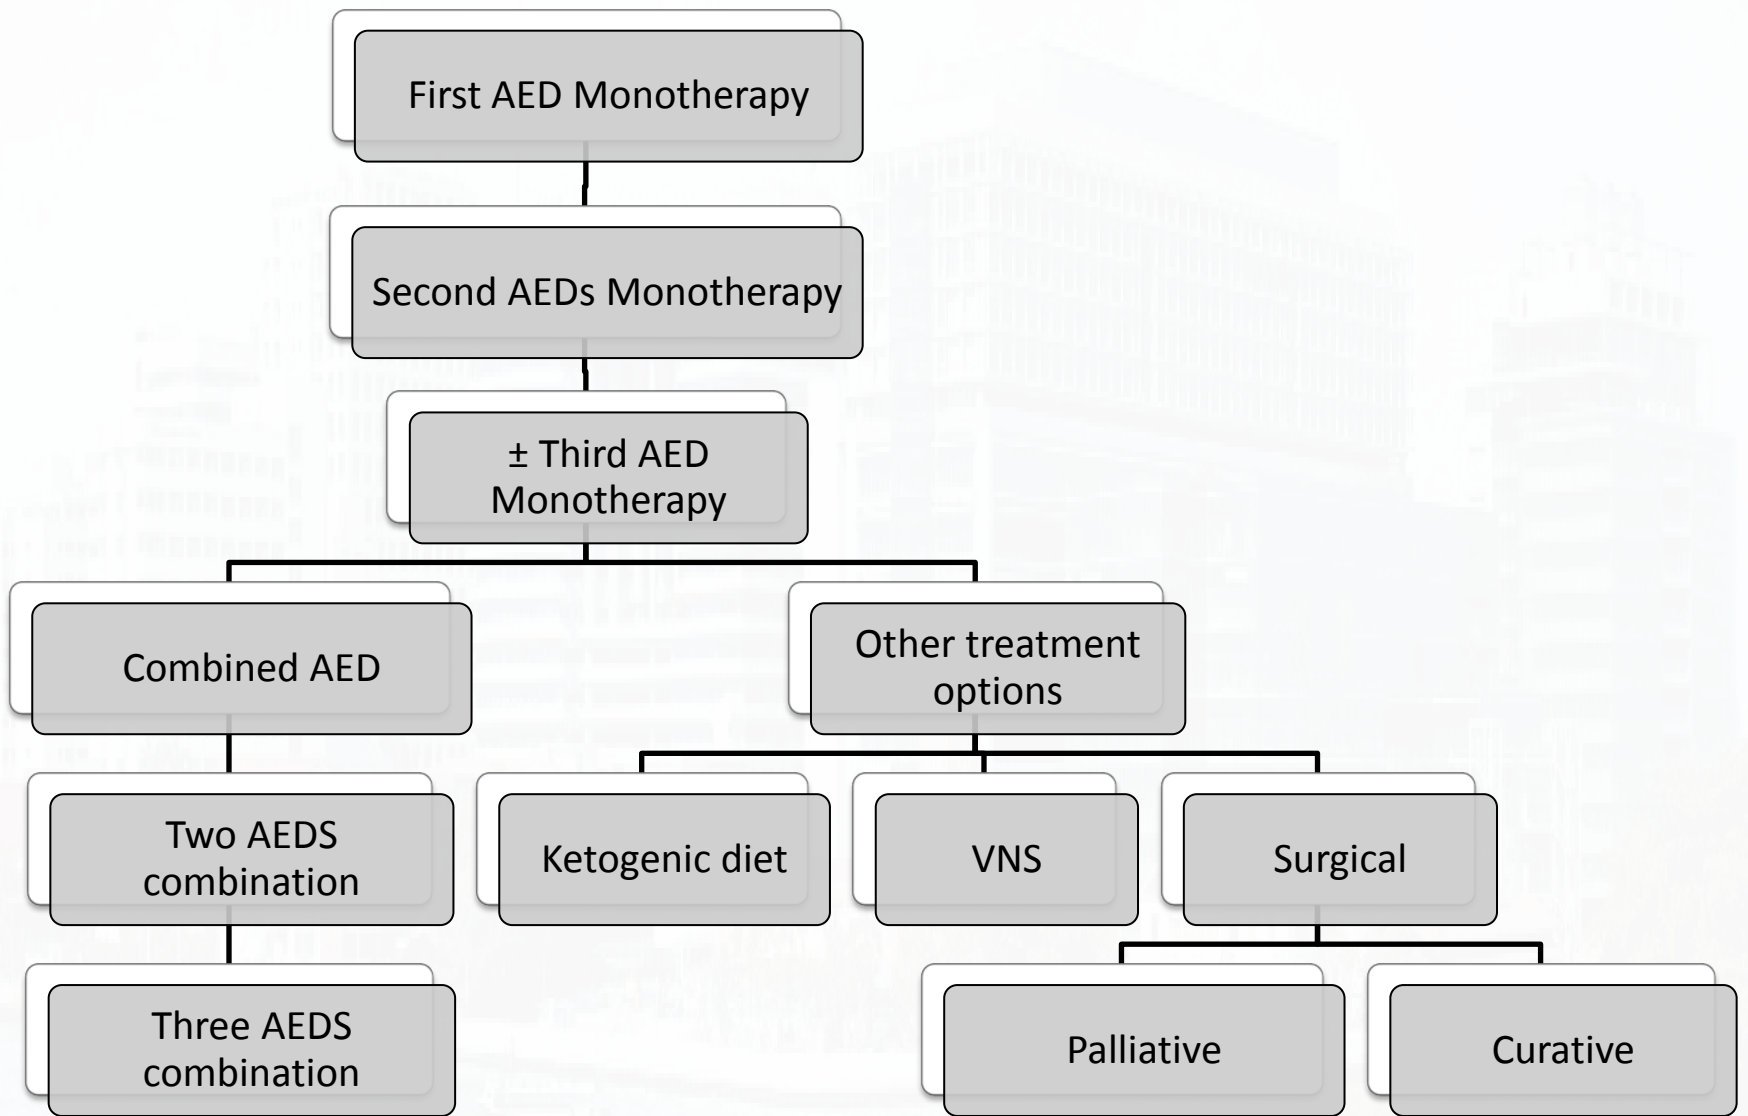 First AED Monotherapy
Second AEDs Monotherapy
± Third AED
Monotherapy
Combined AED
Other treatment
options
Two AEDS
combination
Ketogenic diet
VNS
Surgical
Three AEDS
combination
Palliative
Curative